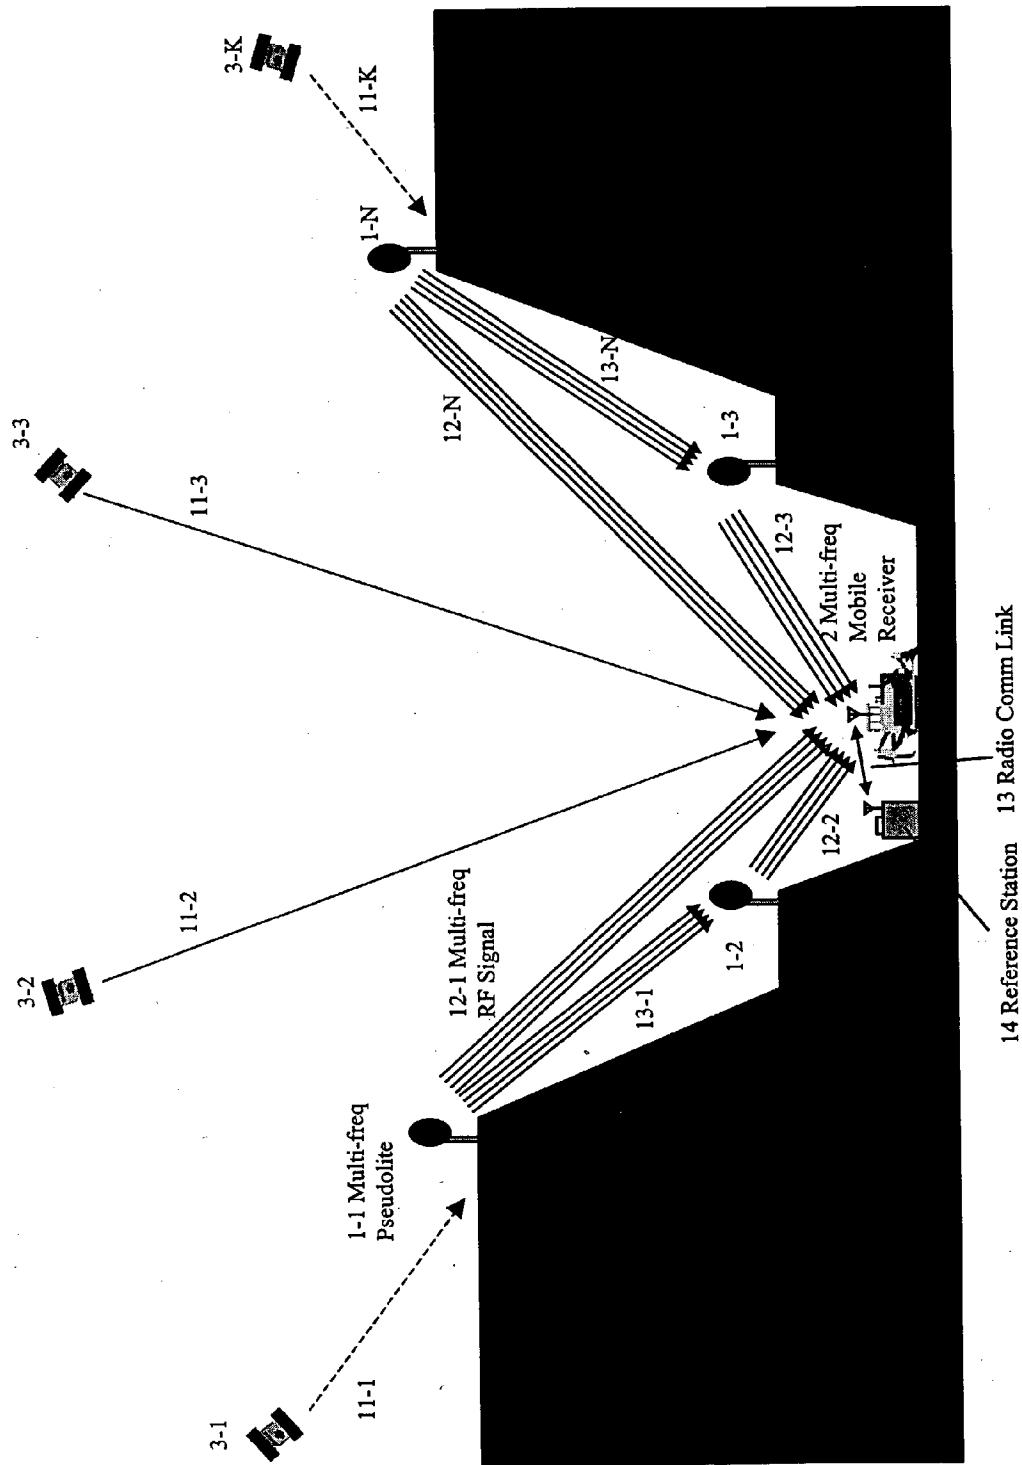 3-1
11-1
1-1 Multi-freq
Pseudolite
3-2
11-2
12-1 Multi-freq
RF Signal
13-1
1-2
12-2
3-3
11-3
12-N
13-N
1-3
12-3
1-N
3-K
11-K
2 Multi-freq
Mobile
Receiver
14 Reference Station
13 Radio Comm Link